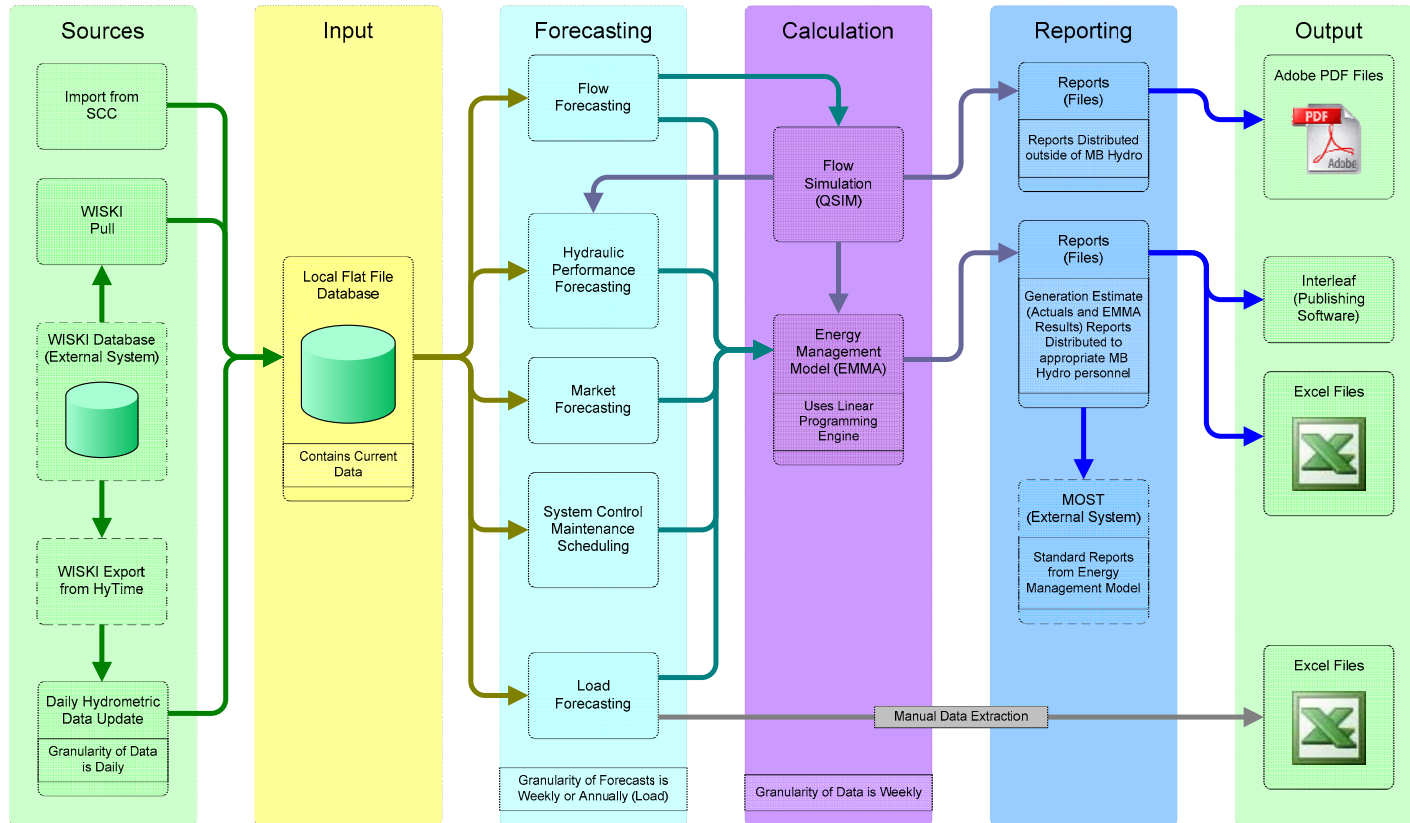 Sources
Import from
SCC
WISKI
Pull
WISKI Database
(External System)
WISKI Export
from HyTime
Daily Hydrometric
Data Update
Granularity of Data
is Daily
Input
Local Flat File
Database
Contains Current
Data
Forecasting
Flow
Forecasting
Hydraulic
Performance
Forecasting
Market
Forecasting
System Control
Maintenance
Scheduling
Load
Forecasting
Granularity of Forecasts is
Weekly or Annually (Load)
Calculation
Flow
Simulation
(QSIM)
Energy
Management
Model (EMMA)
Uses Linear
Programming
Engine
Manual Data Extraction
Granularity of Data is Weekly
Reporting
Reports
(Files)
Reports Distributed
outside of MB Hydro
Reports
(Files)
Generation Estimate
(Actuals and EMMA
Results) Reports
Distributed to
appropriate MB
Hydro personnel
MOST
(External System)
Standard Reports
from Energy
Management Model
Output
Adobe PDF Files
PDF
Adobe
Interleaf
(Publishing
Software)
Excel Files
Excel Files